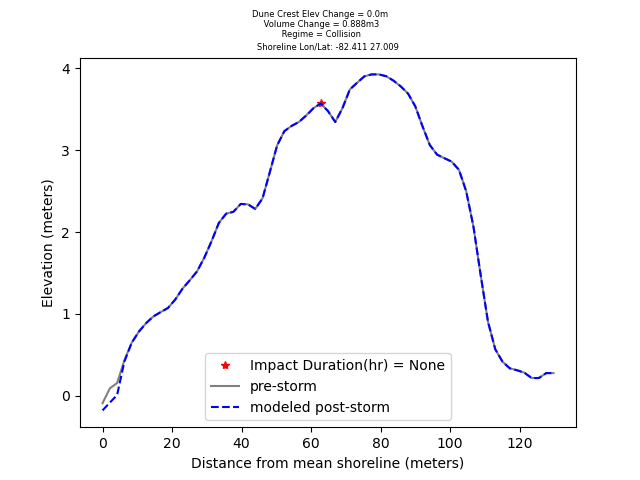 Dune Crest Elev Change = 0.0m
Volume Change = 0.888m3
Regime = Collision
Shoreline Lon/Lat: -82.411 27.009
4
3
2
1
0
Elevation (meters)
Impact Duration(hr) = None
pre-storm
modeled post-storm
0 20 40 60 80 100 120
Distance from mean shoreline (meters)